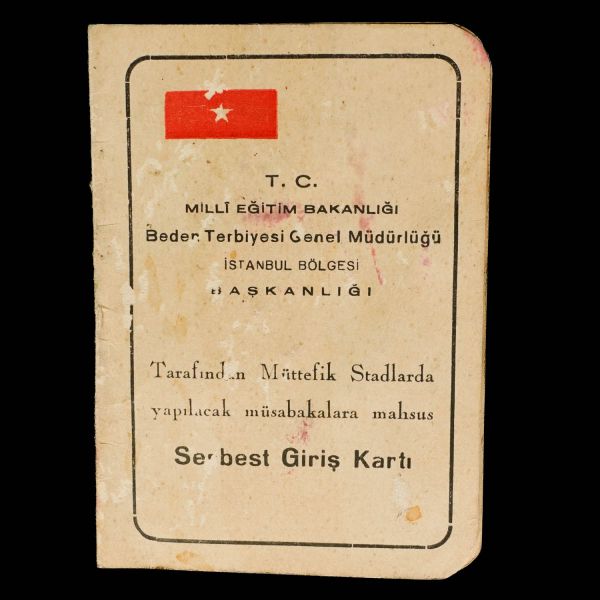 T. C.
MİLLÎ EĞİTİM BAKANLIĞI
Beden Terbiyesi Genel Müdürlüğü
İSTANBUL BÖLGESİ
BAŞKANLIĞI
Tarafından Müttefik Stadlarda
yapılacak müsabakalara mahsus
Serbest Giriş Kartı